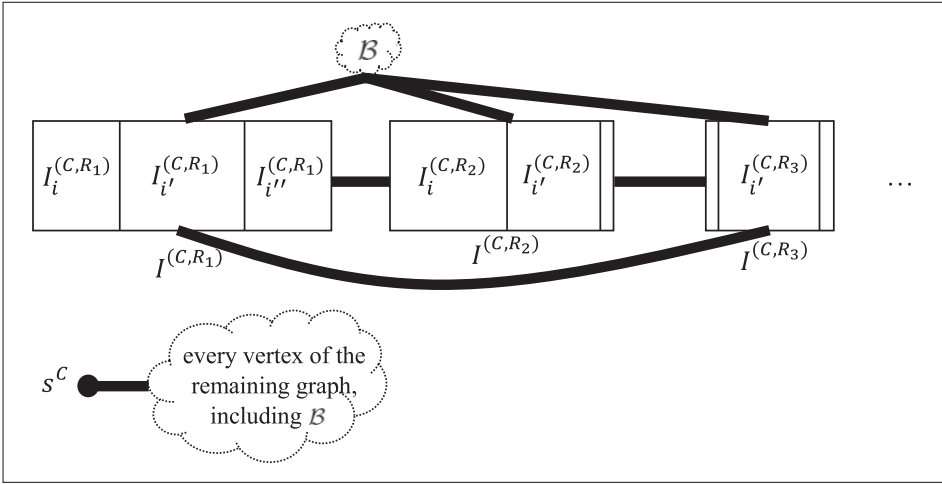 ℬ
I_i^{(C,R_1)} I_{i'}^{(C,R_1)} I_{i''}^{(C,R_1)} I_i^{(C,R_2)} I_{i'}^{(C,R_2)} I_{i'}^{(C,R_3)} ...
I^{(C,R_1)} I^{(C,R_2)} I^{(C,R_3)}
every vertex of the
s^C remaining graph,
including ℬ